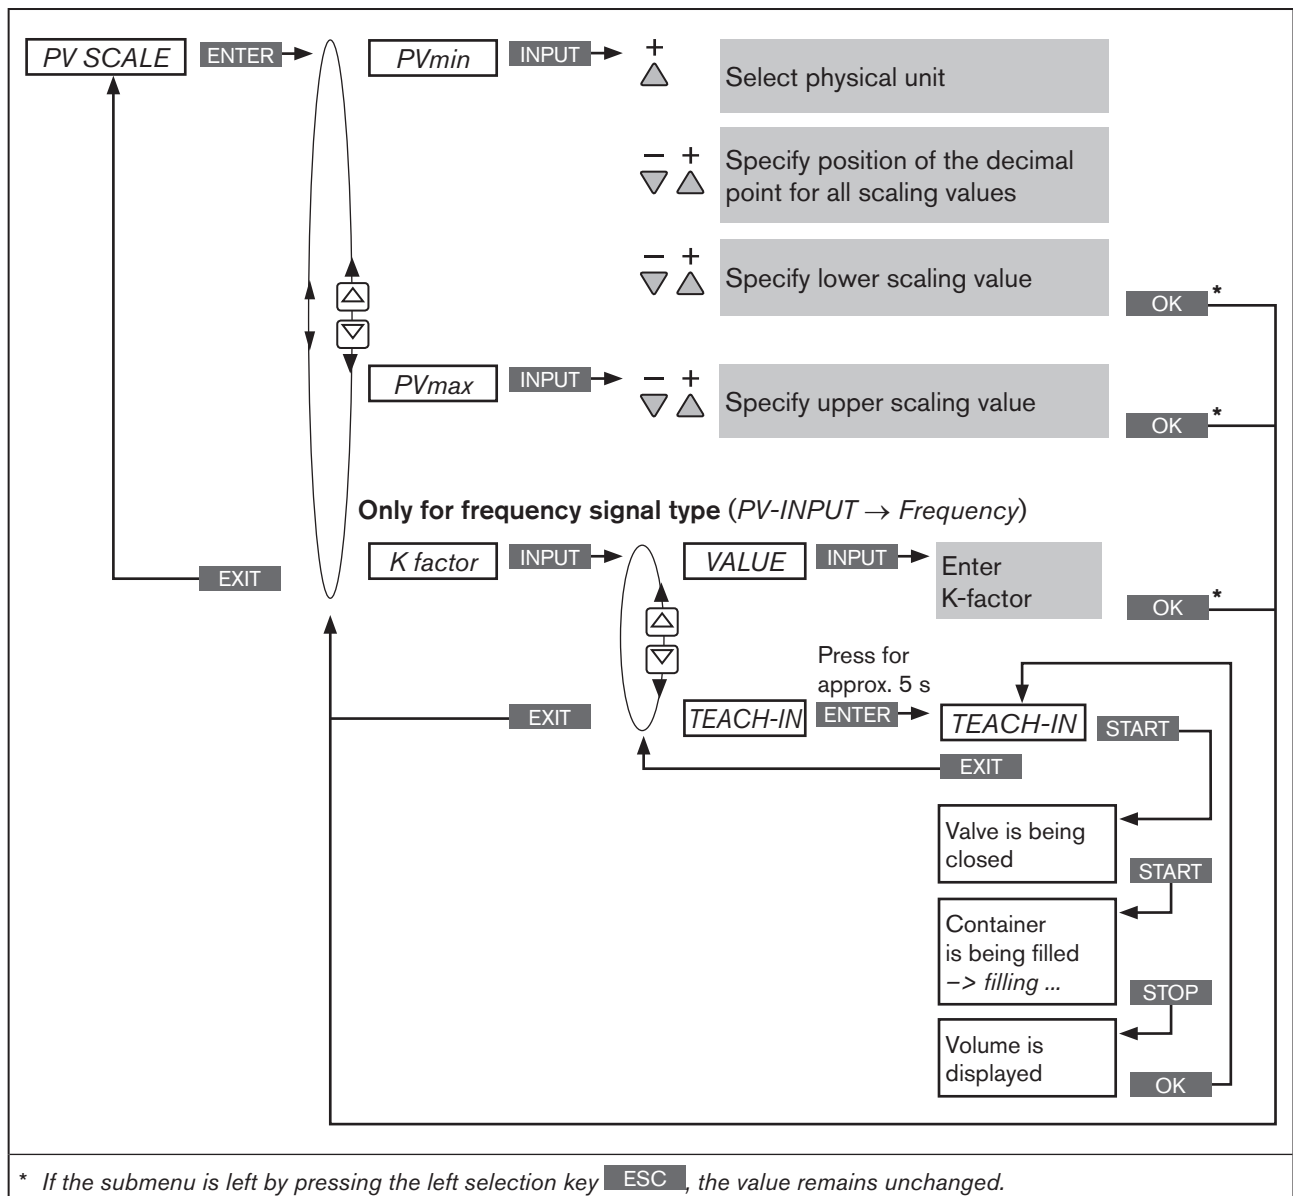 PV SCALE ENTER PVmin INPUT +
Select physical unit
– +
Specify position of the decimal
point for all scaling values
– +
Specify lower scaling value
OK *
PVmax INPUT – +
Specify upper scaling value
OK *
Only for frequency signal type (PV-INPUT → Frequency)
K factor INPUT VALUE INPUT Enter
K-factor
EXIT
OK *
Press for
approx. 5 s
EXIT TEACH-IN ENTER TEACH-IN START
EXIT
Valve is being
closed
START
Container
is being filled
–> filling ...
STOP
Volume is
displayed
OK
* If the submenu is left by pressing the left selection key ESC , the value remains unchanged.